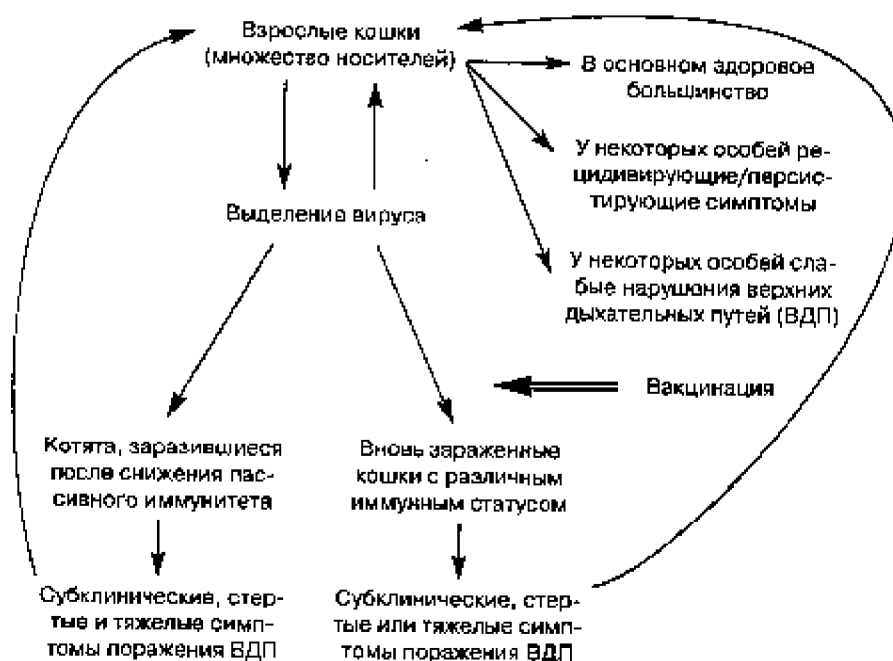 Взрослые кошки
(множество носителей)
В основном здоровое
большинство
У некоторых особей ре-
цидивирующие/персис-
тирующие симптомы
Выделение вируса
У некоторых особей сла-
бые нарушения верхних
дыхательных путей (ВДП)
Вакцинация
Котята, заразившиеся
после снижения пас-
сивного иммунитета
Вновь зараженные
кошки с различным
иммунным статусом
Субклинические, стер-
тые и тяжелые симп-
томы поражения ВДП
Субклинические, стер-
тые или тяжелые симп-
томы поражения ВДП